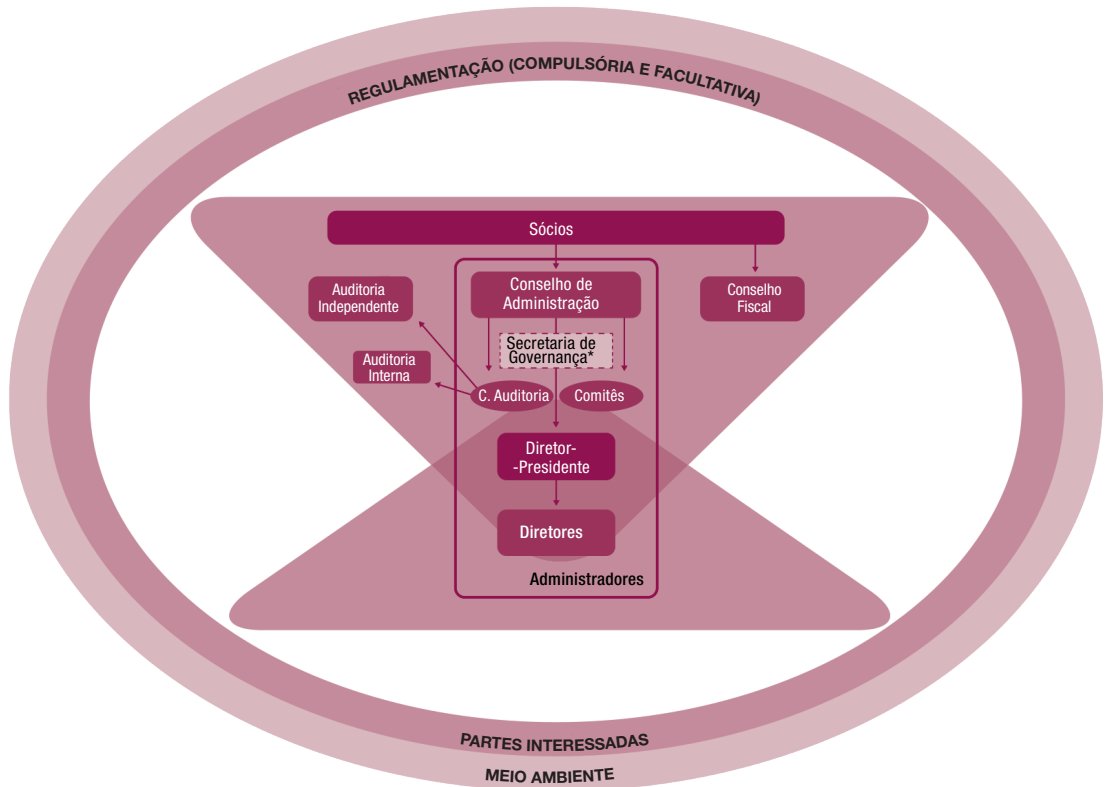 REGULAMENTAÇÃO (COMPULSÓRIA E FACULTATIVA)
Sócios
Auditoria
Independente
Conselho de
Administração
Conselho
Fiscal
Secretaria de
Governança*
Auditoria
Interna
C. Auditoria
Comitês
Diretor-
-Presidente
Diretores
Administradores
PARTES INTERESSADAS
MEIO AMBIENTE